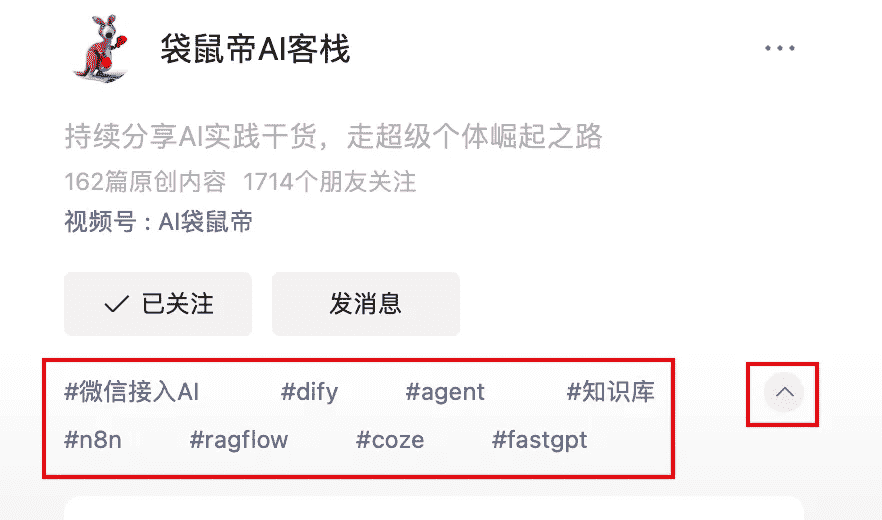 袋鼠帝AI客栈
持续分享AI实践干货，走超级个体崛起之路
162篇原创内容 1714个朋友关注
视频号：AI袋鼠帝
已关注 发消息
#微信接入AI #dify #agent #知识库
#n8n #ragflow #coze #fastgpt